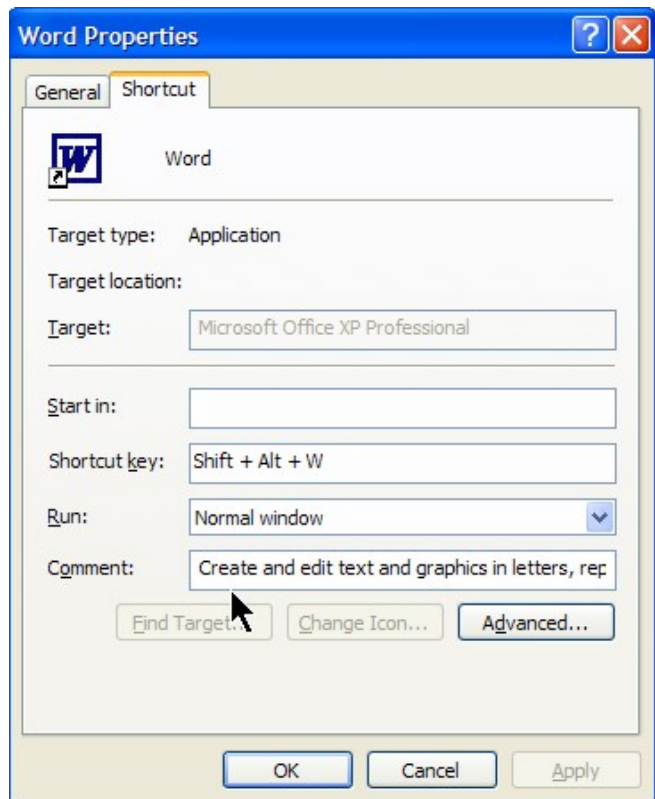 Word Properties
General Shortcut
W Word
Target type: Application
Target location:
Target: Microsoft Office XP Professional
Start in:
Shortcut key: Shift + Alt + W
Run: Normal window
Comment: Create and edit text and graphics in letters, rep
Find Target... Change Icon... Advanced...
OK Cancel Apply